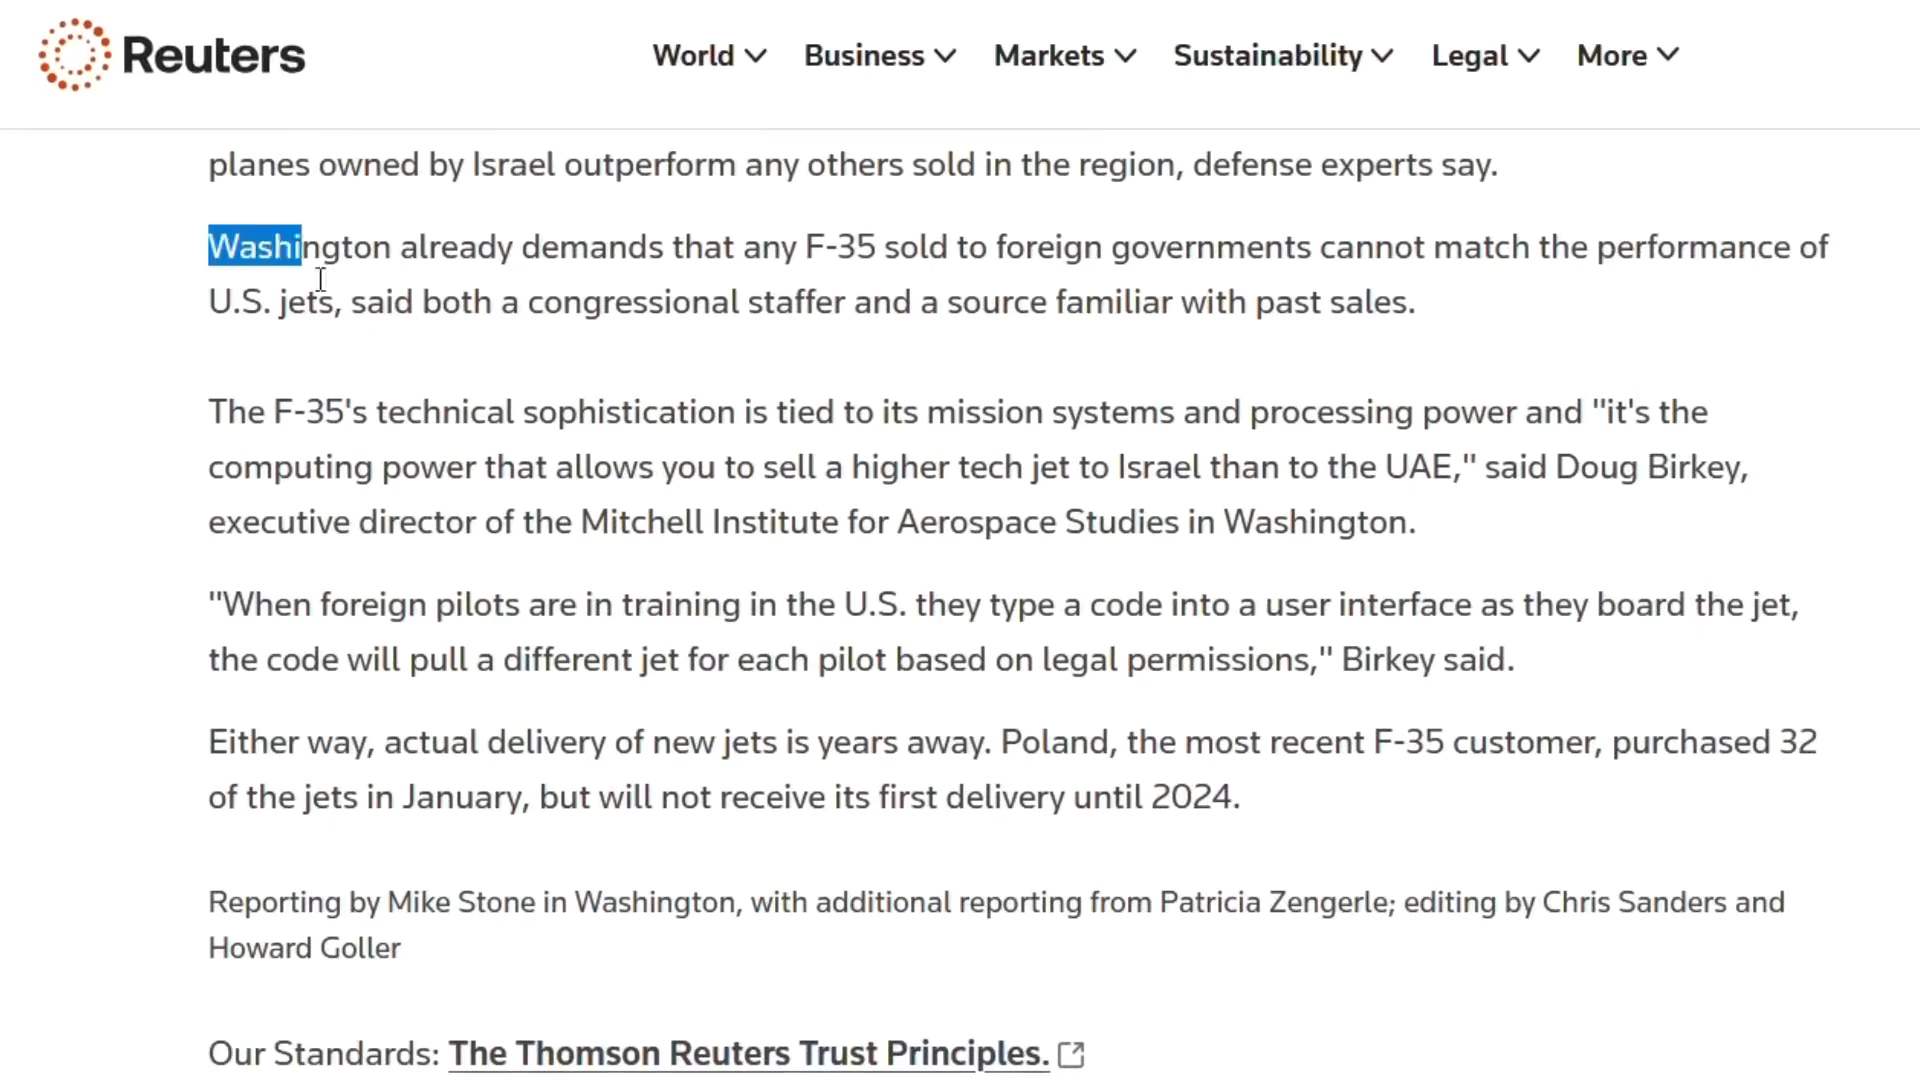 Reuters
World Business Markets Sustainability Legal More
planes owned by Israel outperform any others sold in the region, defense experts say.
Washington already demands that any F-35 sold to foreign governments cannot match the performance of
U.S. jets, said both a congressional staffer and a source familiar with past sales.
The F-35's technical sophistication is tied to its mission systems and processing power and "it's the
computing power that allows you to sell a higher tech jet to Israel than to the UAE," said Doug Birkey,
executive director of the Mitchell Institute for Aerospace Studies in Washington.
"When foreign pilots are in training in the U.S. they type a code into a user interface as they board the jet,
the code will pull a different jet for each pilot based on legal permissions," Birkey said.
Either way, actual delivery of new jets is years away. Poland, the most recent F-35 customer, purchased 32
of the jets in January, but will not receive its first delivery until 2024.
Reporting by Mike Stone in Washington, with additional reporting from Patricia Zengerle; editing by Chris Sanders and
Howard Goller
Our Standards: The Thomson Reuters Trust Principles.